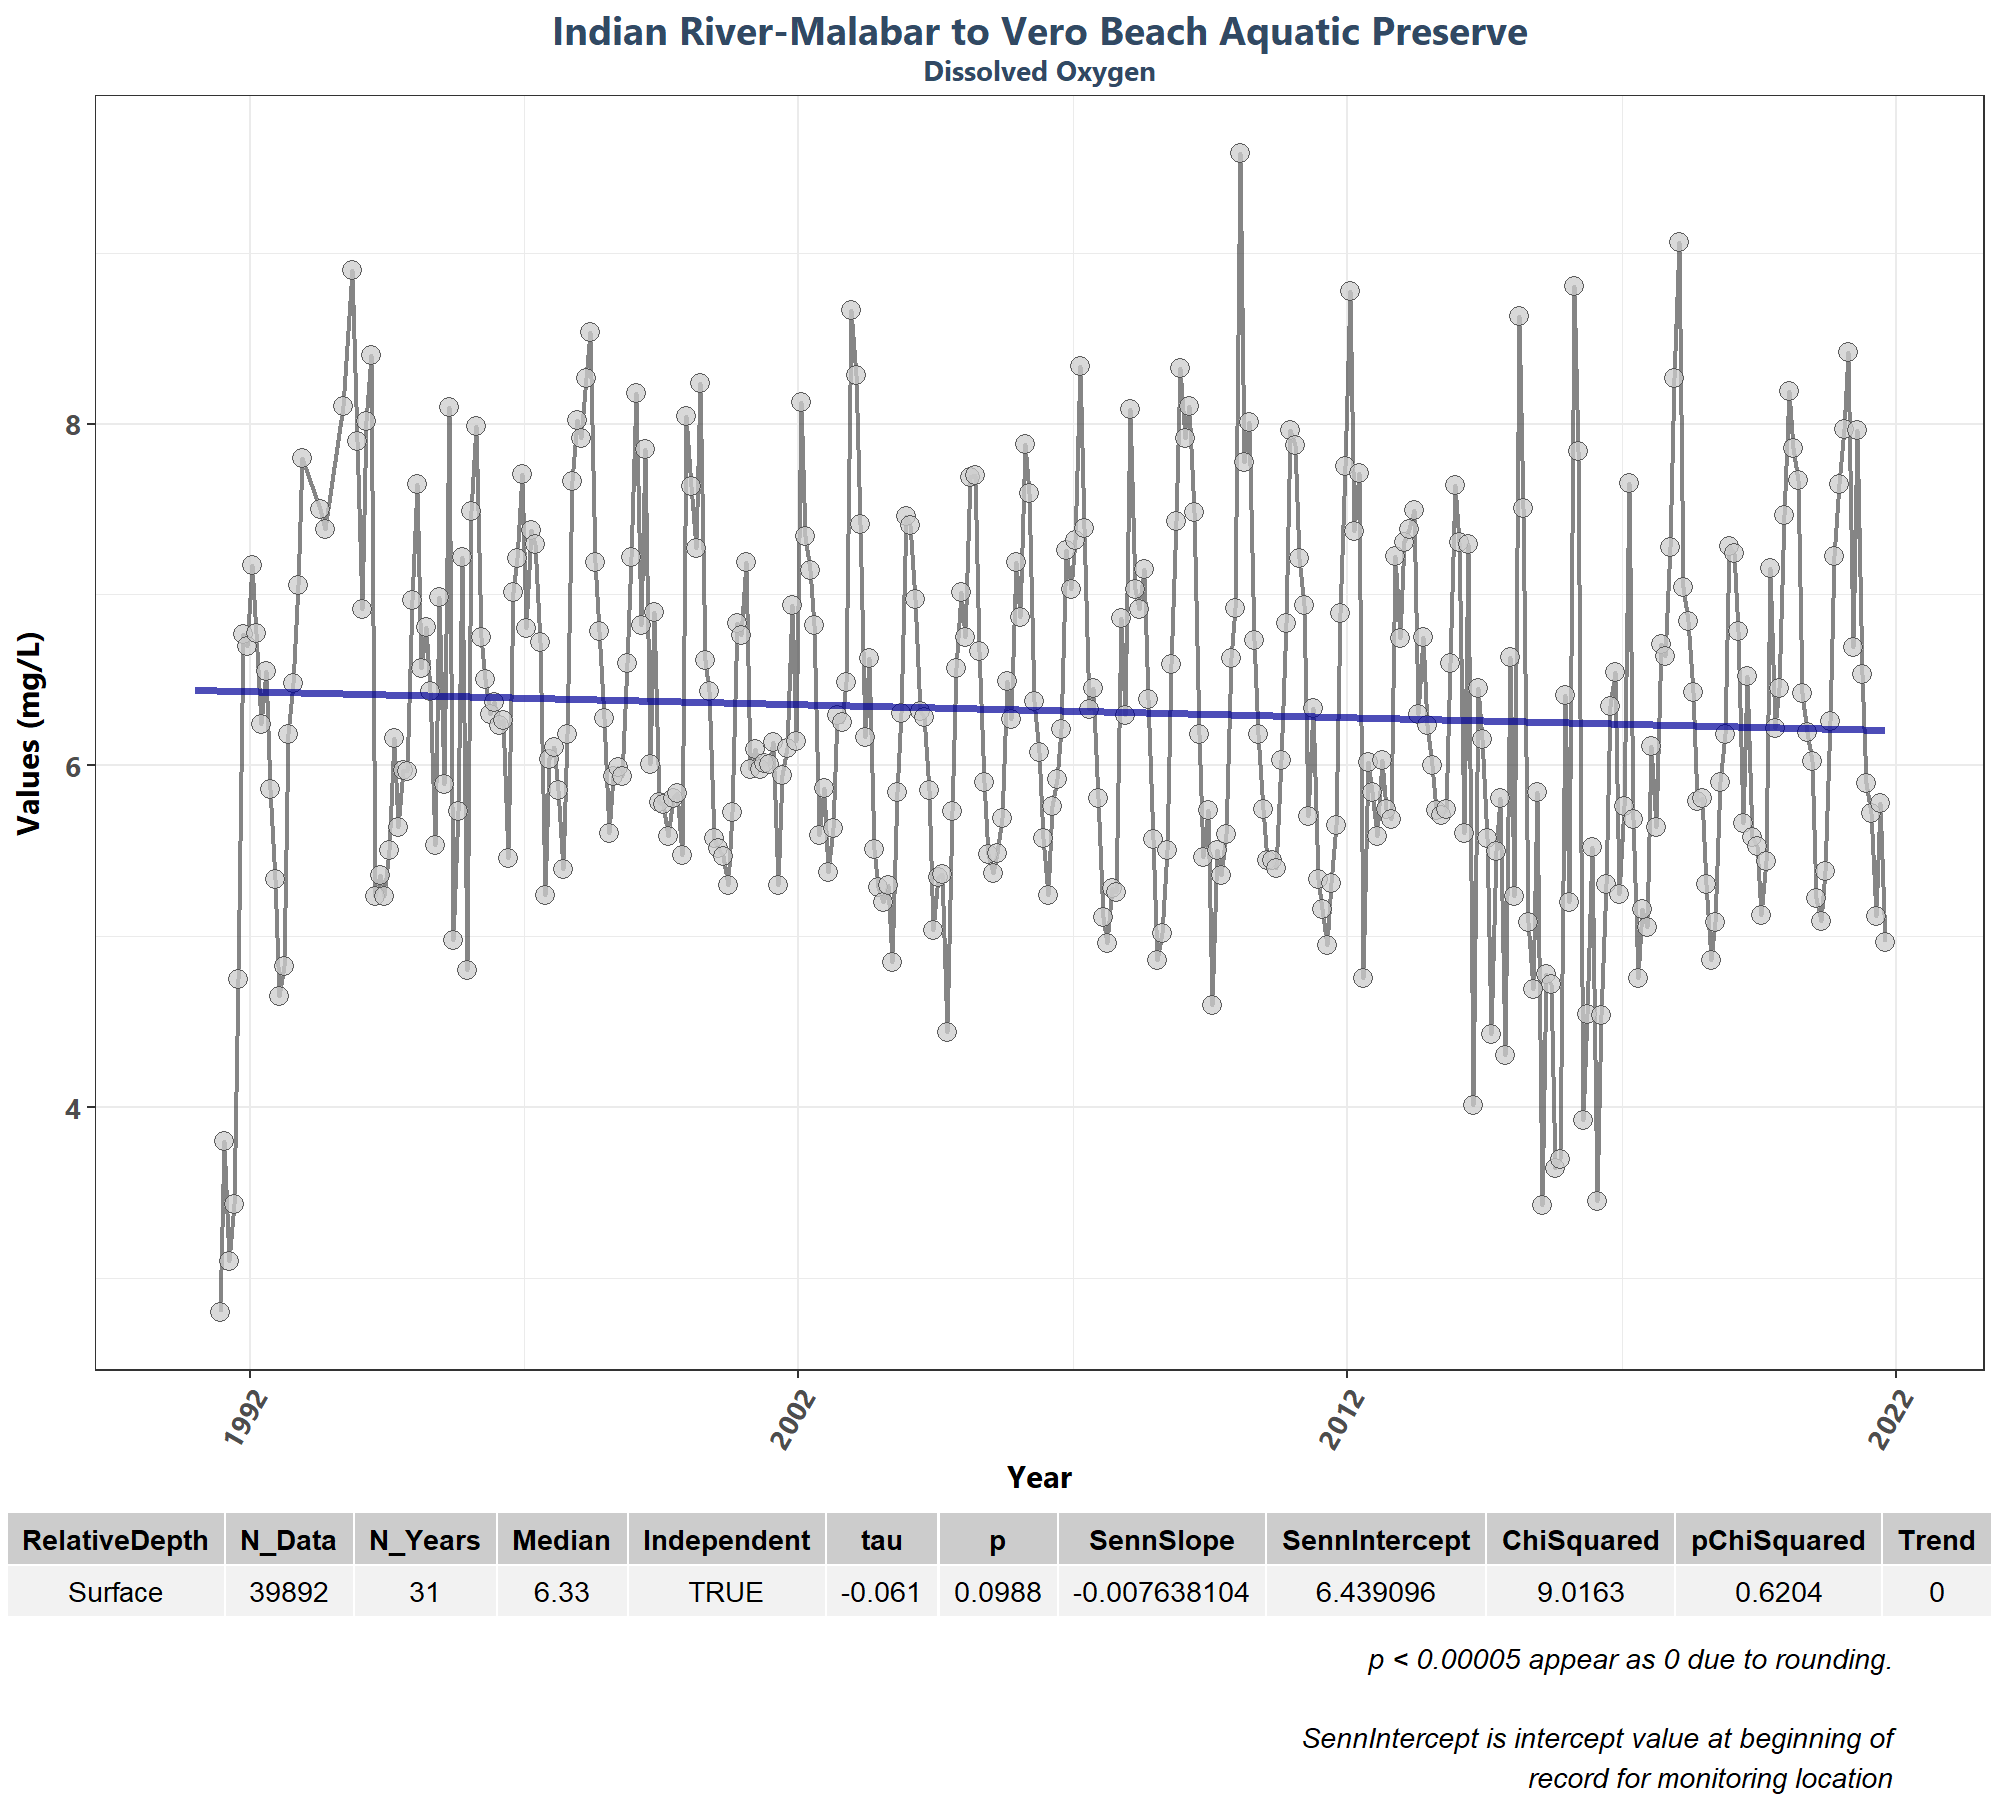 Indian River-Malabar to Vero Beach Aquatic Preserve
Dissolved Oxygen
Values (mg/L)
8
6
4
1992 2002 2012 2022
Year
RelativeDepth N_Data N_Years Median Independent tau p SennSlope SennIntercept ChiSquared pChiSquared Trend
Surface 39892 31 6.33 TRUE -0.061 0.0988 -0.007638104 6.439096 9.0163 0.6204 0
p < 0.00005 appear as 0 due to rounding.
SennIntercept is intercept value at beginning of
record for monitoring location